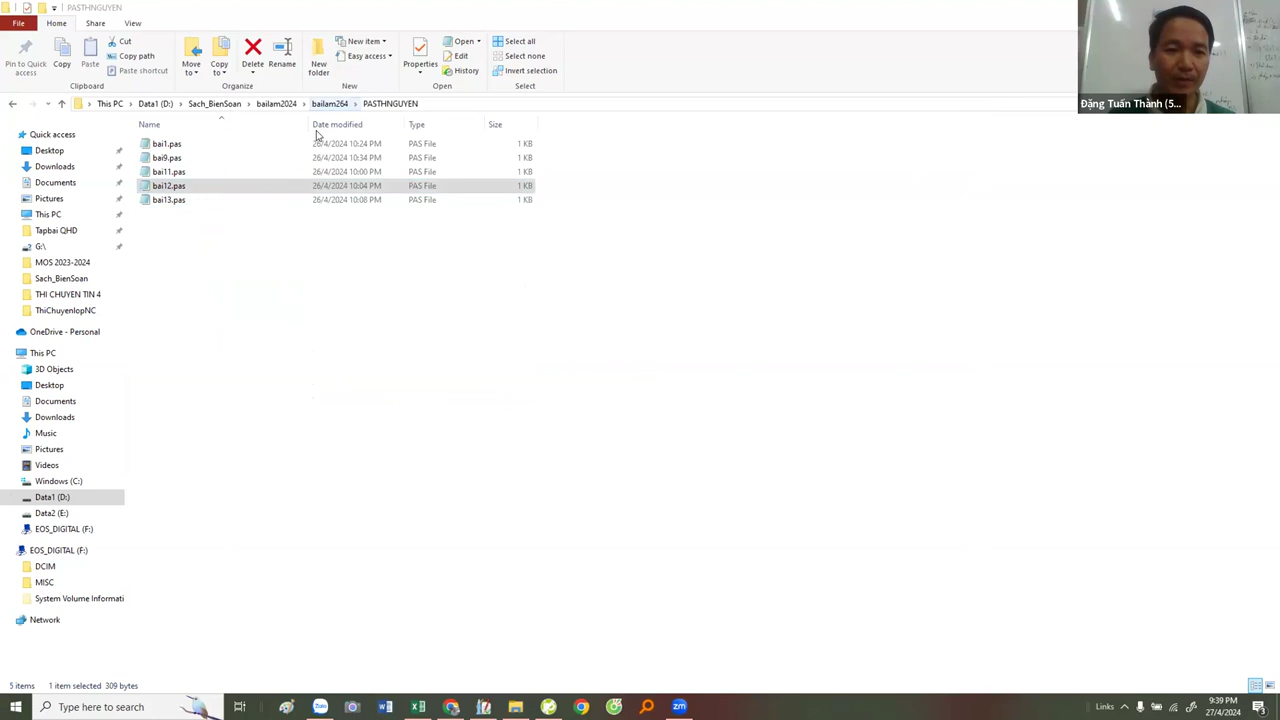 PASTHNGUYEN
File
Home
Share
View
Pin to Quick access
Copy
Paste
Cut
Copy path
Paste shortcut
Clipboard
Move to
Copy to
Delete
Rename
Organize
New folder
New item
Easy access
New
Properties
Open
Edit
History
Open
Select all
Select none
Invert selection
Select
This PC > Data1 (D:) > Sach_BienSoan > bailam2024 > bailam264 > PASTHNGUYEN
Name Date modified Type Size
bai1.pas 26/4/2024 10:24 PM PAS File 1 KB
bai9.pas 26/4/2024 10:34 PM PAS File 1 KB
bai11.pas 26/4/2024 10:00 PM PAS File 1 KB
bai12.pas 26/4/2024 10:04 PM PAS File 1 KB
bai13.pas 26/4/2024 10:08 PM PAS File 1 KB
Quick access
Desktop
Downloads
Documents
Pictures
This PC
Tapbai QHD
G:\
MOS 2023-2024
Sach_BienSoan
THI CHUYEN TIN 4
ThiChuyenlopNC
OneDrive - Personal
This PC
3D Objects
Desktop
Documents
Downloads
Music
Pictures
Videos
Windows (C:)
Data1 (D:)
Data2 (E:)
EOS_DIGITAL (F:)
EOS_DIGITAL (F:)
DCIM
MISC
System Volume Informati
Network
5 items 1 item selected 309 bytes
Đặng Tuấn Thành (5...
Type here to search
Zalo
zm
Links
9:39 PM
27/4/2024
3